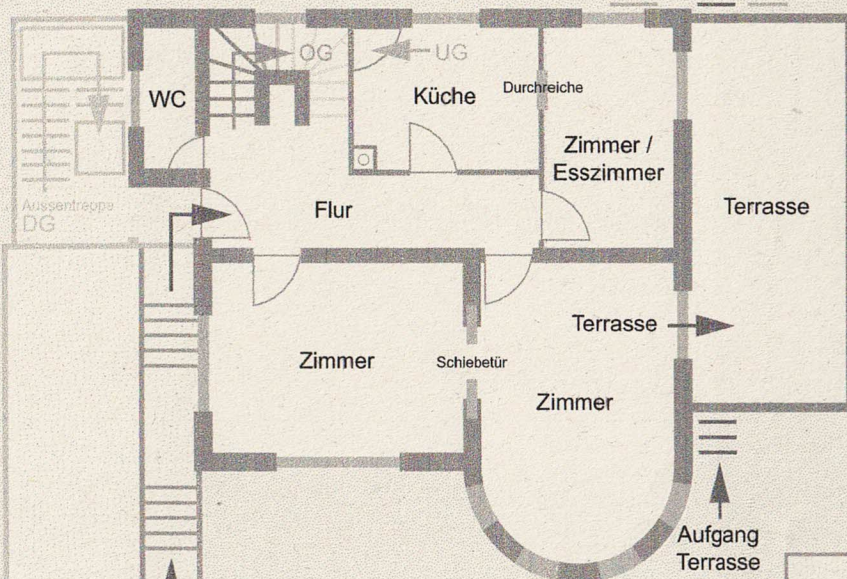 OG
UG
WC
Küche
Durchreiche
Zimmer /
Esszimmer
Aussentreppe
DG
Flur
Terrasse
Terrasse
Zimmer
Schiebetür
Zimmer
Aufgang
Terrasse